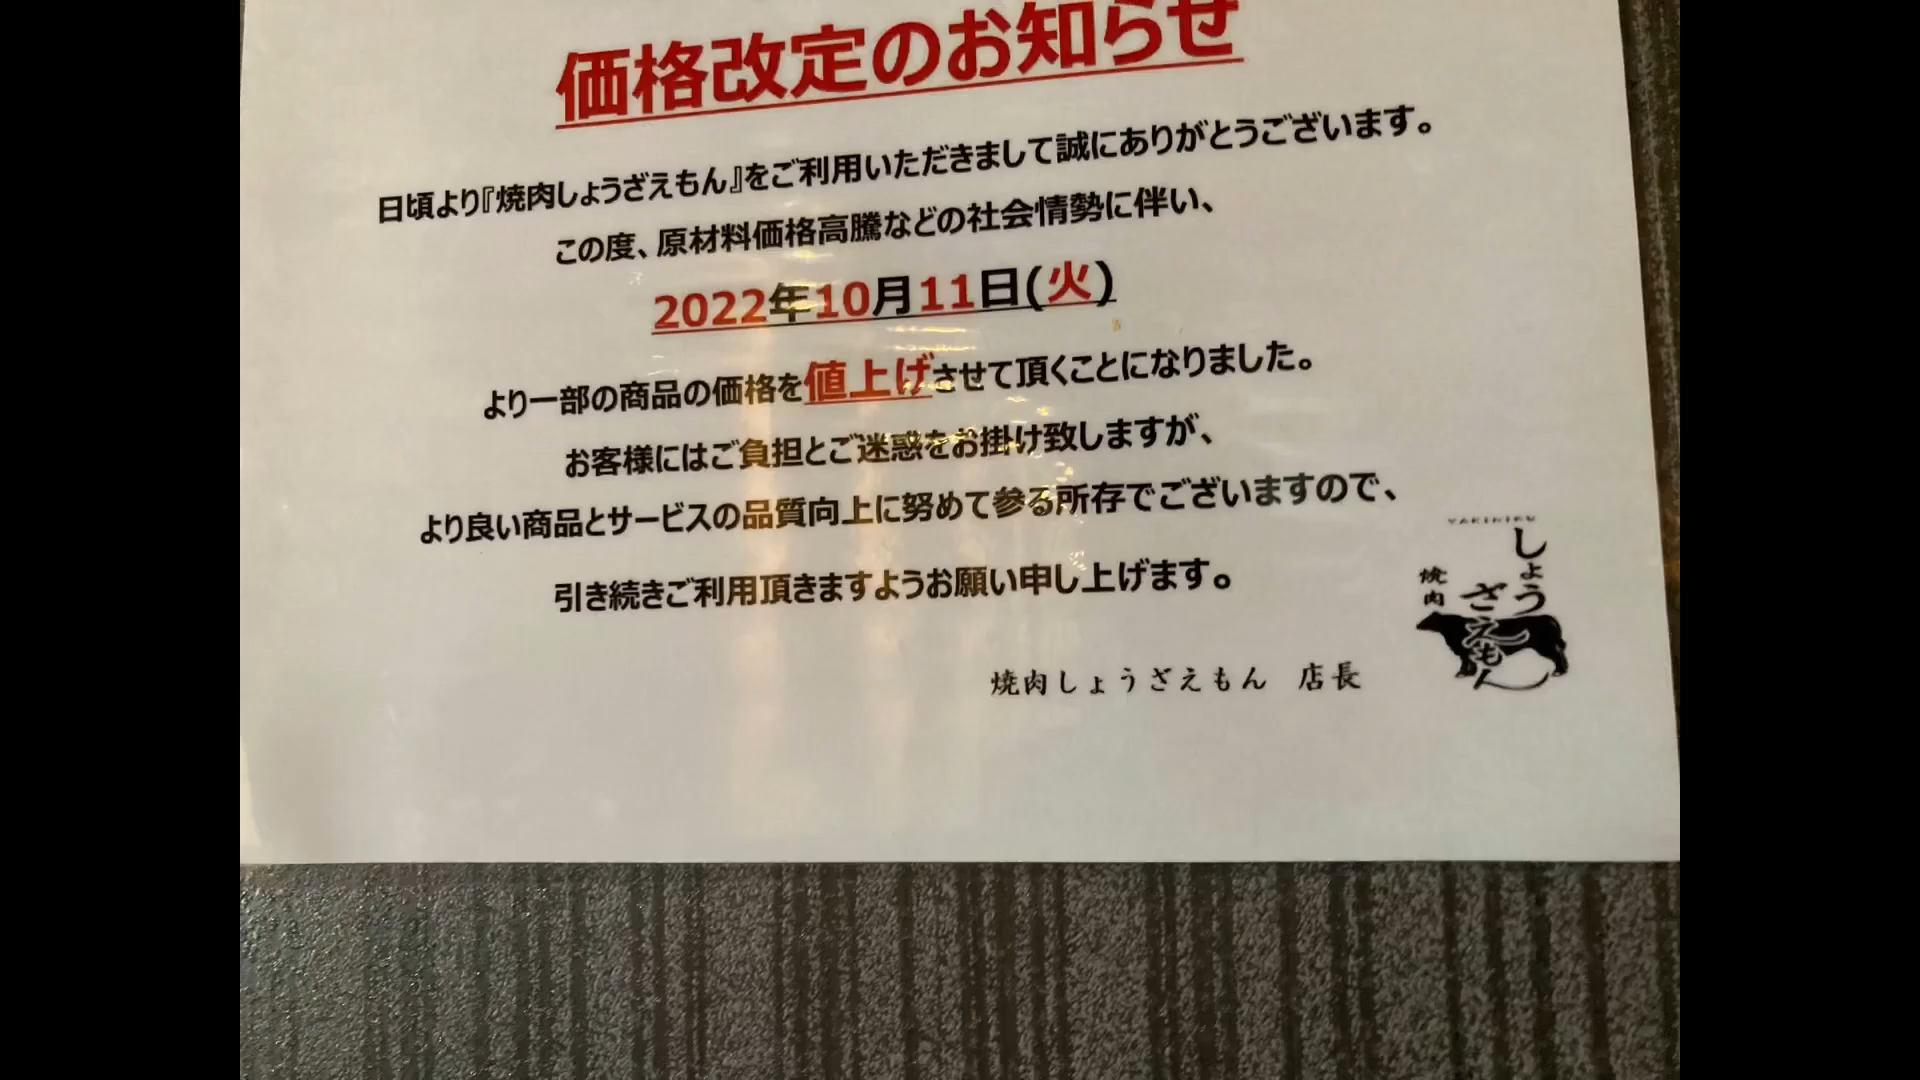 価格改定のお知らせ
日頃より『焼肉しょうざえもん』をご利用いただきまして誠にありがとうございます。
この度、原材料価格高騰などの社会情勢に伴い、
2022年10月11日(火)
より一部の商品の価格を値上げさせて頂くことになりました。
お客様にはご負担とご迷惑をお掛け致しますが、
より良い商品とサービスの品質向上に努めて参る所存でございますので、
引き続きご利用頂きますようお願い申し上げます。
焼肉しょうざえもん 店長
YAKINIKU
焼肉
しょう
ざえもん